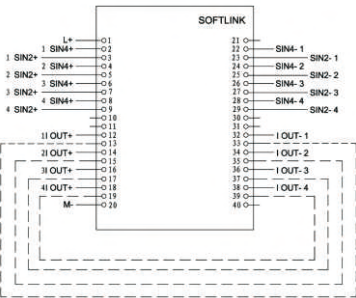 SOFTLINK
L+ 1 21
1 SIN4+ 2 22 SIN4- 1
1 SIN2+ 3 23 SIN2- 1
2 SIN4+ 4 24 SIN4- 2
2 SIN2+ 5 25 SIN2- 2
3 SIN4+ 6 26 SIN4- 3
3 SIN2+ 7 27 SIN2- 3
4 SIN4+ 8 28 SIN4- 4
4 SIN2+ 9 29 SIN2- 4
10 30
11 31
1I OUT+ 12 32 I OUT- 1
13 33
2I OUT+ 14 34 I OUT- 2
15 35
3I OUT+ 16 36 I OUT- 3
17 37
4I OUT+ 18 38 I OUT- 4
19 39
M- 20 40